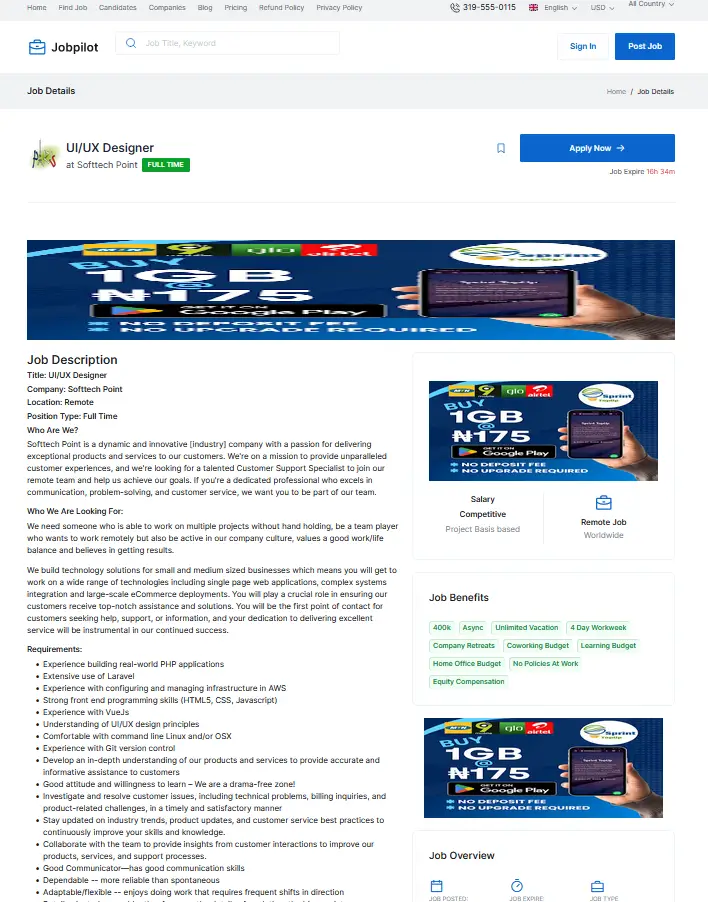 Home Find Job Candidates Companies Blog Pricing Refund Policy Privacy Policy 319-555-0115 English USD All Country
Jobpilot Job Title, Keyword Sign In Post Job
Job Details Home / Job Details
UI/UX Designer
at Softtech Point FULL TIME
Apply Now →
Job Expire 16h 34m
MTN 9 glo airtel
BUY
1GB
@
₦175
GET IT ON
Google Play
* NO DEPOSIT FEE
* NO UPGRADE REQUIRED
Sprint
TopUp
Sprint TopUp
Job Description
Title: UI/UX Designer
Company: Softtech Point
Location: Remote
Position Type: Full Time
Who Are We?
Softtech Point is a dynamic and innovative [industry] company with a passion for delivering
exceptional products and services to our customers. We're on a mission to provide unparalleled
customer experiences, and we're looking for a talented Customer Support Specialist to join our
remote team and help us achieve our goals. If you're a dedicated professional who excels in
communication, problem-solving, and customer service, we want you to be part of our team.
Who We Are Looking For:
We need someone who is able to work on multiple projects without hand holding, be a team player
who wants to work remotely but also be active in our company culture, values a good work/life
balance and believes in getting results.
We build technology solutions for small and medium sized businesses which means you will get to
work on a wide range of technologies including single page web applications, complex systems
integration and large-scale eCommerce deployments. You will play a crucial role in ensuring our
customers receive top-notch assistance and solutions. You will be the first point of contact for
customers seeking help, support, or information, and your dedication to delivering excellent
service will be instrumental in our continued success.
Requirements:
• Experience building real-world PHP applications
• Extensive use of Laravel
• Experience with configuring and managing infrastructure in AWS
• Strong front end programming skills (HTML5, CSS, Javascript)
• Experience with VueJs
• Understanding of UI/UX design principles
• Comfortable with command line Linux and/or OSX
• Experience with Git version control
• Develop an in-depth understanding of our products and services to provide accurate and
informative assistance to customers
• Good attitude and willingness to learn – We are a drama-free zone!
• Investigate and resolve customer issues, including technical problems, billing inquiries, and
product-related challenges, in a timely and satisfactory manner
• Stay updated on industry trends, product updates, and customer service best practices to
continuously improve your skills and knowledge.
• Collaborate with the team to provide insights from customer interactions to improve our
products, services, and support processes.
• Good Communicator—has good communication skills
• Dependable -- more reliable than spontaneous
• Adaptable/flexible -- enjoys doing work that requires frequent shifts in direction
MTN 9 glo airtel
BUY
1GB
@
₦175
GET IT ON
Google Play
* NO DEPOSIT FEE
* NO UPGRADE REQUIRED
Sprint
TopUp
Sprint TopUp
Salary
Competitive
Project Basis based
Remote Job
Worldwide
Job Benefits
400k Async Unlimited Vacation 4 Day Workweek
Company Retreats Coworking Budget Learning Budget
Home Office Budget No Policies At Work
Equity Compensation
MTN 9 glo airtel
BUY
1GB
@
₦175
GET IT ON
Google Play
* NO DEPOSIT FEE
* NO UPGRADE REQUIRED
Sprint
TopUp
Sprint TopUp
Job Overview
JOB POSTED: JOB EXPIRE JOB TYPE